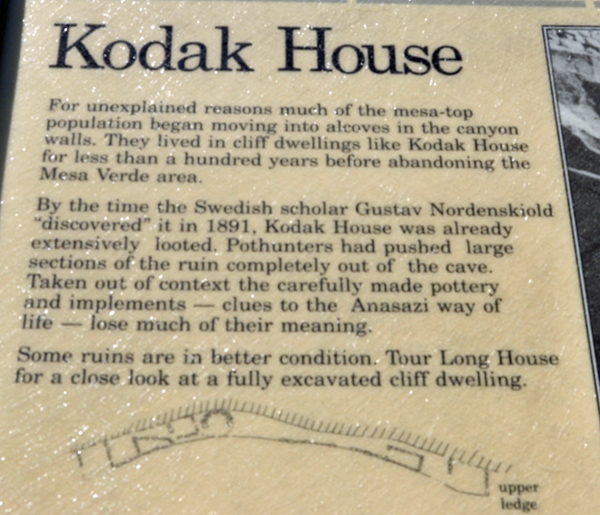 Kodak House
For unexplained reasons much of the mesa-top
population began moving into alcoves in the canyon
walls. They lived in cliff dwellings like Kodak House
for less than a hundred years before abandoning the
Mesa Verde area.
By the time the Swedish scholar Gustav Nordenskiold
“discovered” it in 1891, Kodak House was already
extensively looted. Pothunters had pushed large
sections of the ruin completely out of the cave.
Taken out of context the carefully made pottery
and implements — clues to the Anasazi way of
life — lose much of their meaning.
Some ruins are in better condition. Tour Long House
for a close look at a fully excavated cliff dwelling.
upper
ledge